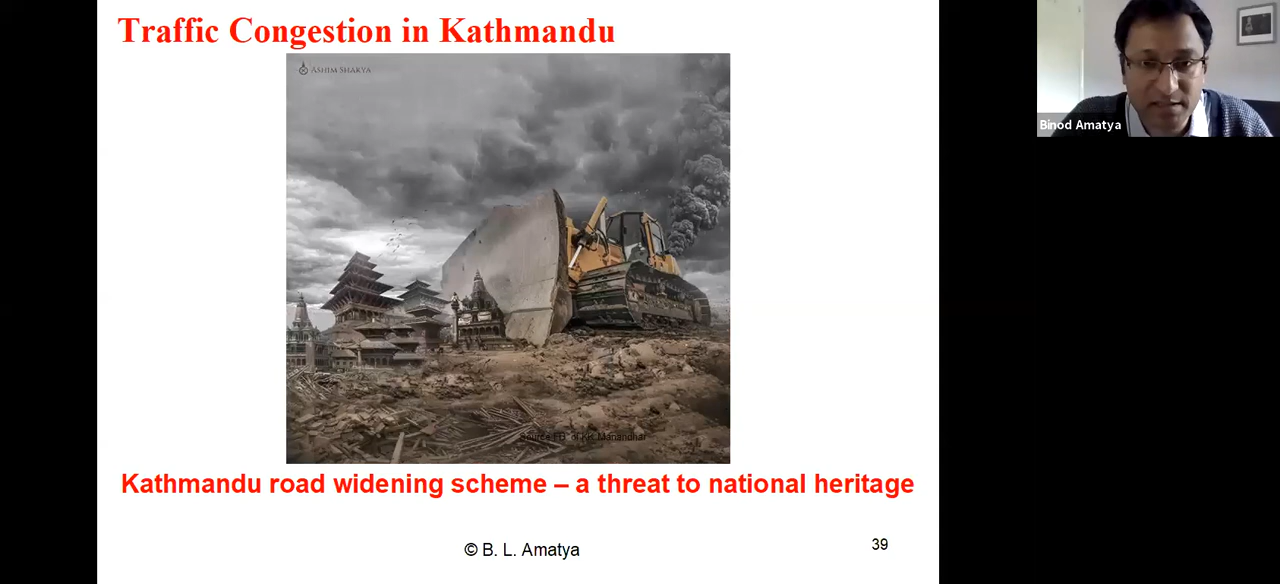 Traffic Congestion in Kathmandu
ASHIM SHAKYA
Binod Amatya
Source FB of KK Manandhar
Kathmandu road widening scheme – a threat to national heritage
© B. L. Amatya
39